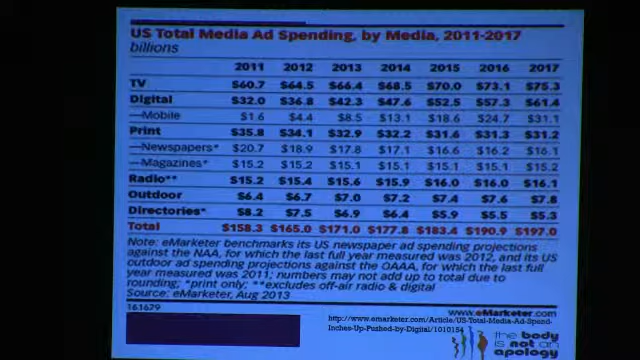 US Total Media Ad Spending, by Media, 2011-2017
billions
2011 2012 2013 2014 2015 2016 2017
TV $60.7 $64.5 $66.4 $68.5 $70.0 $73.1 $75.3
Digital $32.0 $36.8 $42.3 $47.6 $52.5 $57.3 $61.4
—Mobile $1.6 $4.4 $8.5 $13.1 $18.6 $24.7 $31.1
Print $35.8 $34.1 $32.9 $32.2 $31.6 $31.3 $31.2
—Newspapers* $20.7 $18.9 $17.8 $17.1 $16.6 $16.2 $16.1
—Magazines* $15.2 $15.2 $15.1 $15.1 $15.1 $15.1 $15.2
Radio** $15.2 $15.4 $15.6 $15.9 $16.0 $16.0 $16.1
Outdoor $6.4 $6.7 $7.0 $7.2 $7.4 $7.6 $7.8
Directories* $8.2 $7.5 $6.9 $6.4 $5.9 $5.5 $5.3
Total $158.3 $165.0 $171.0 $177.8 $183.4 $190.9 $197.0
Note: eMarketer benchmarks its US newspaper ad spending projections
against the NAA, for which the last full year measured was 2012, and its US
outdoor ad spending projections against the OAAA, for which the last full
year measured was 2011; numbers may not add up to total due to
rounding; *print only; **excludes off-air radio & digital
Source: eMarketer, Aug 2013
161679 www.eMarketer.com
http://www.emarketer.com/Article/US-Total-Media-Ad-Spend-
Inches-Up-Pushed-by-Digital/1010154
the body
is not an
apology